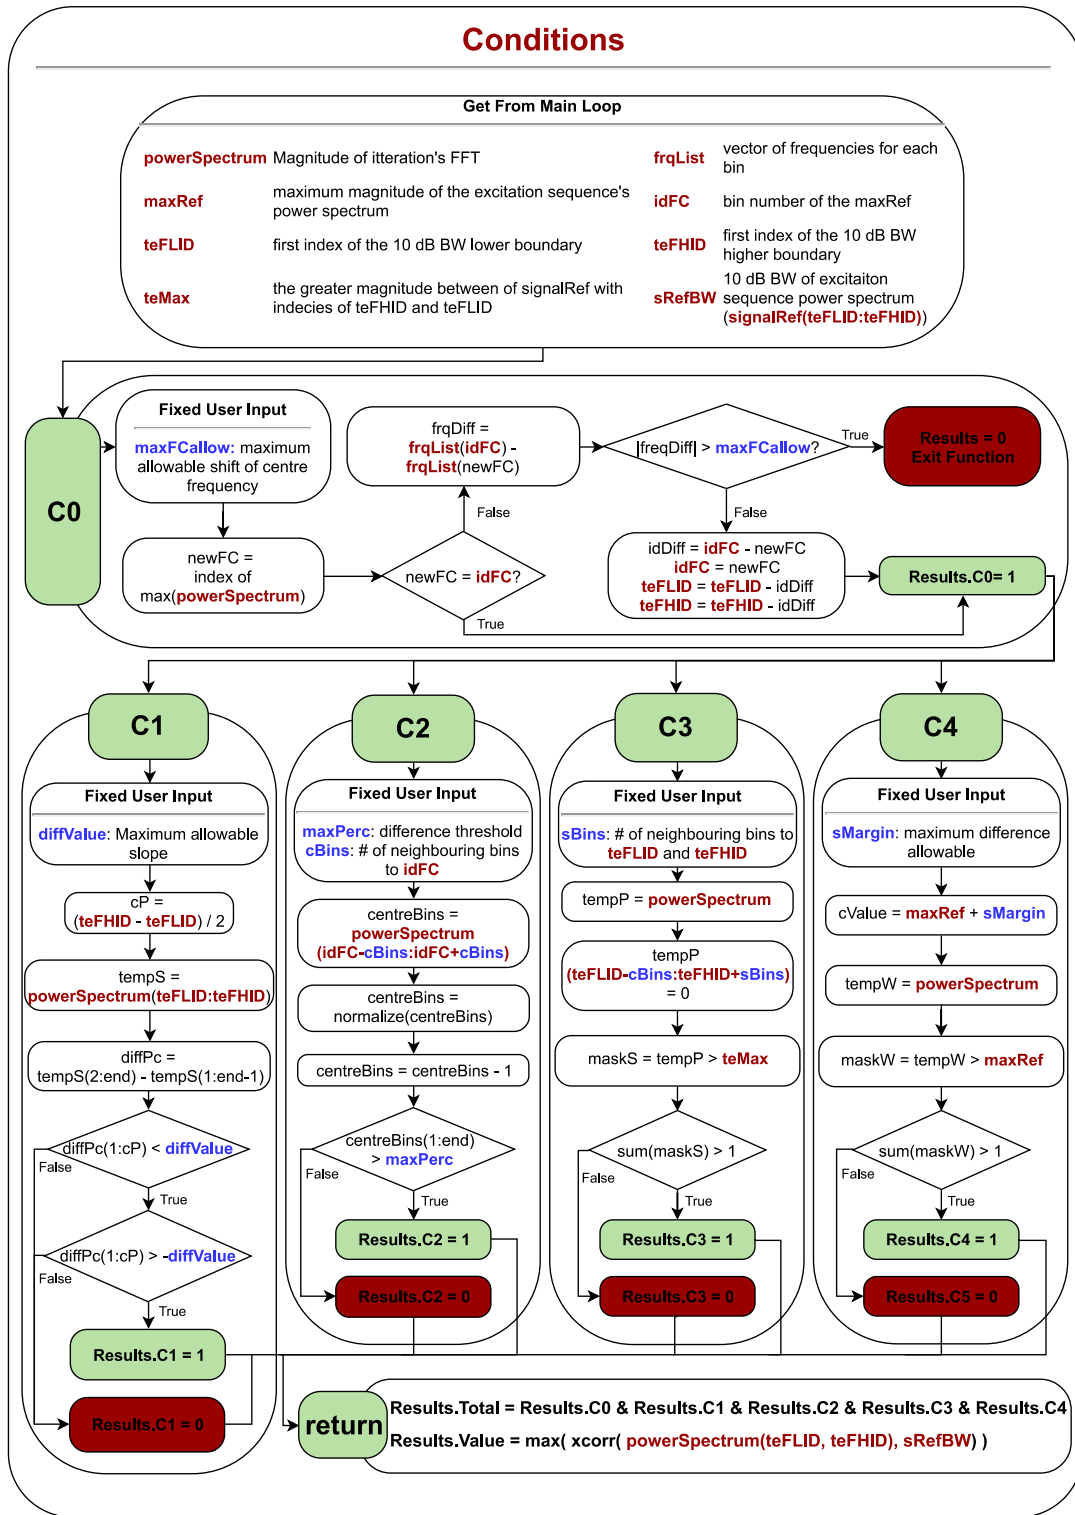 Conditions
Get From Main Loop
powerSpectrum Magnitude of itteration's FFT
frqList vector of frequencies for each
bin
maxRef maximum magnitude of the excitation sequence's
power spectrum
idFC bin number of the maxRef
teFLID first index of the 10 dB BW lower boundary
teFHID first index of the 10 dB BW
higher boundary
teMax the greater magnitude between of signalRef with
indecies of teFHID and teFLID
sRefBW 10 dB BW of excitaiton
sequence power spectrum
(signalRef(teFLID:teFHID))
C0
Fixed User Input
maxFCallow: maximum
allowable shift of centre
frequency
newFC =
index of
max(powerSpectrum)
newFC = idFC?
False
True
frqDiff =
frqList(idFC) -
frqList(newFC)
|freqDiff| > maxFCallow?
True
False
Results = 0
Exit Function
idDiff = idFC - newFC
idFC = newFC
teFLID = teFLID - idDiff
teFHID = teFHID - idDiff
Results.C0= 1
C1
Fixed User Input
diffValue: Maximum allowable
slope
cP =
(teFHID - teFLID) / 2
tempS =
powerSpectrum(teFLID:teFHID)
diffPc =
tempS(2:end) - tempS(1:end-1)
diffPc(1:cP) < diffValue
False
True
diffPc(1:cP) > -diffValue
False
True
Results.C1 = 1
Results.C1 = 0
C2
Fixed User Input
maxPerc: difference threshold
cBins: # of neighbouring bins
to idFC
centreBins =
powerSpectrum
(idFC-cBins:idFC+cBins)
centreBins =
normalize(centreBins)
centreBins = centreBins - 1
centreBins(1:end)
> maxPerc
False
True
Results.C2 = 1
Results.C2 = 0
C3
Fixed User Input
sBins: # of neighbouring bins to
teFLID and teFHID
tempP = powerSpectrum
tempP
(teFLID-cBins:teFHID+sBins)
= 0
maskS = tempP > teMax
sum(maskS) > 1
False
True
Results.C3 = 1
Results.C3 = 0
C4
Fixed User Input
sMargin: maximum difference
allowable
cValue = maxRef + sMargin
tempW = powerSpectrum
maskW = tempW > maxRef
sum(maskW) > 1
False
True
Results.C4 = 1
Results.C5 = 0
return
Results.Total = Results.C0 & Results.C1 & Results.C2 & Results.C3 & Results.C4
Results.Value = max( xcorr( powerSpectrum(teFLID, teFHID), sRefBW) )